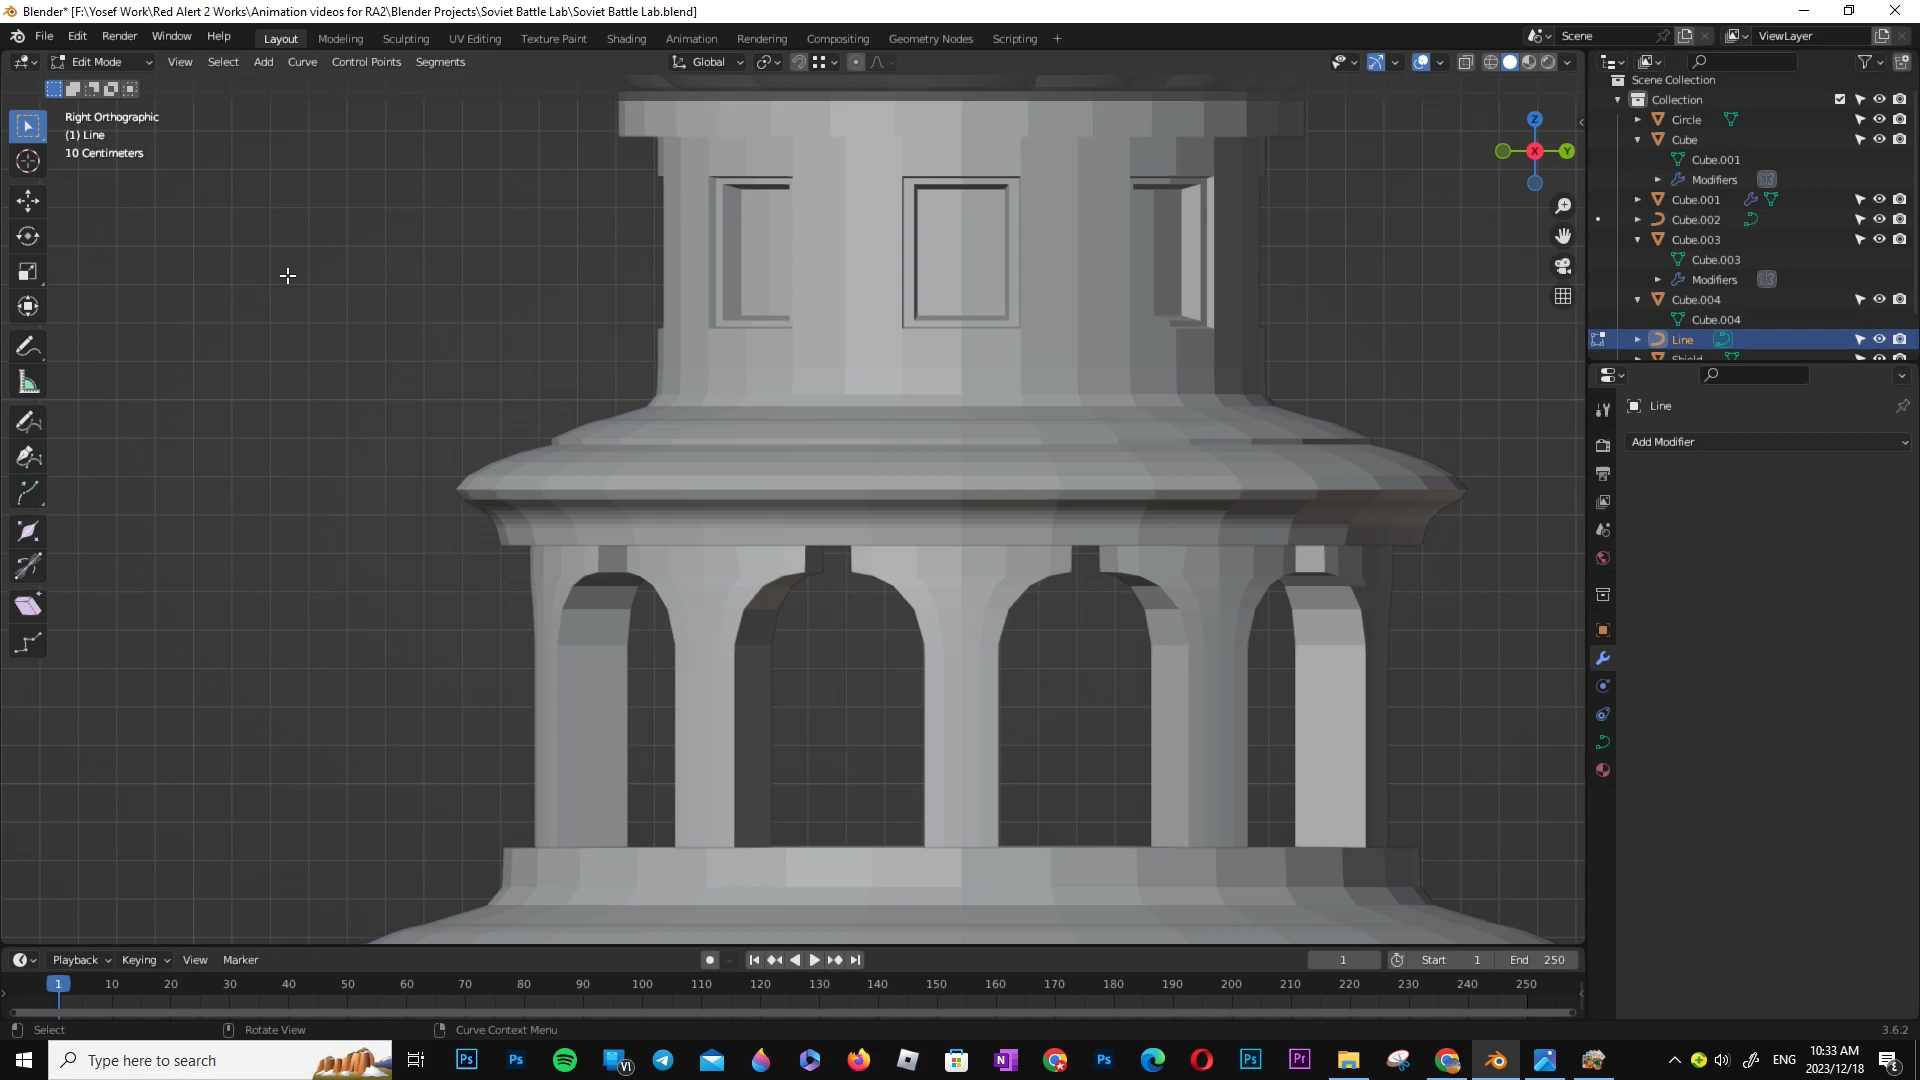 Blender* [F:\Yosef Work\Red Alert 2 Works\Animation videos for RA2\Blender Projects\Soviet Battle Lab\Soviet Battle Lab.blend]
File Edit Render Window Help Layout Modeling Sculpting UV Editing Texture Paint Shading Animation Rendering Compositing Geometry Nodes Scripting + Scene ViewLayer
Edit Mode View Select Add Curve Control Points Segments Global
Right Orthographic
(1) Line
10 Centimeters
Z
X
Y
Scene Collection
Collection
Circle
Cube
Cube.001
Modifiers
Cube.001
Cube.002
Cube.003
Cube.003
Modifiers
Cube.004
Cube.004
Line
Shield
Line
Add Modifier
Playback Keying View Marker 1 Start 1 End 250
1 10 20 30 40 50 60 70 80 90 100 110 120 130 140 150 160 170 180 190 200 210 220 230 240 250
Select Rotate View Curve Context Menu 3.6.2
Type here to search
ENG
10:33 AM
2023/12/18